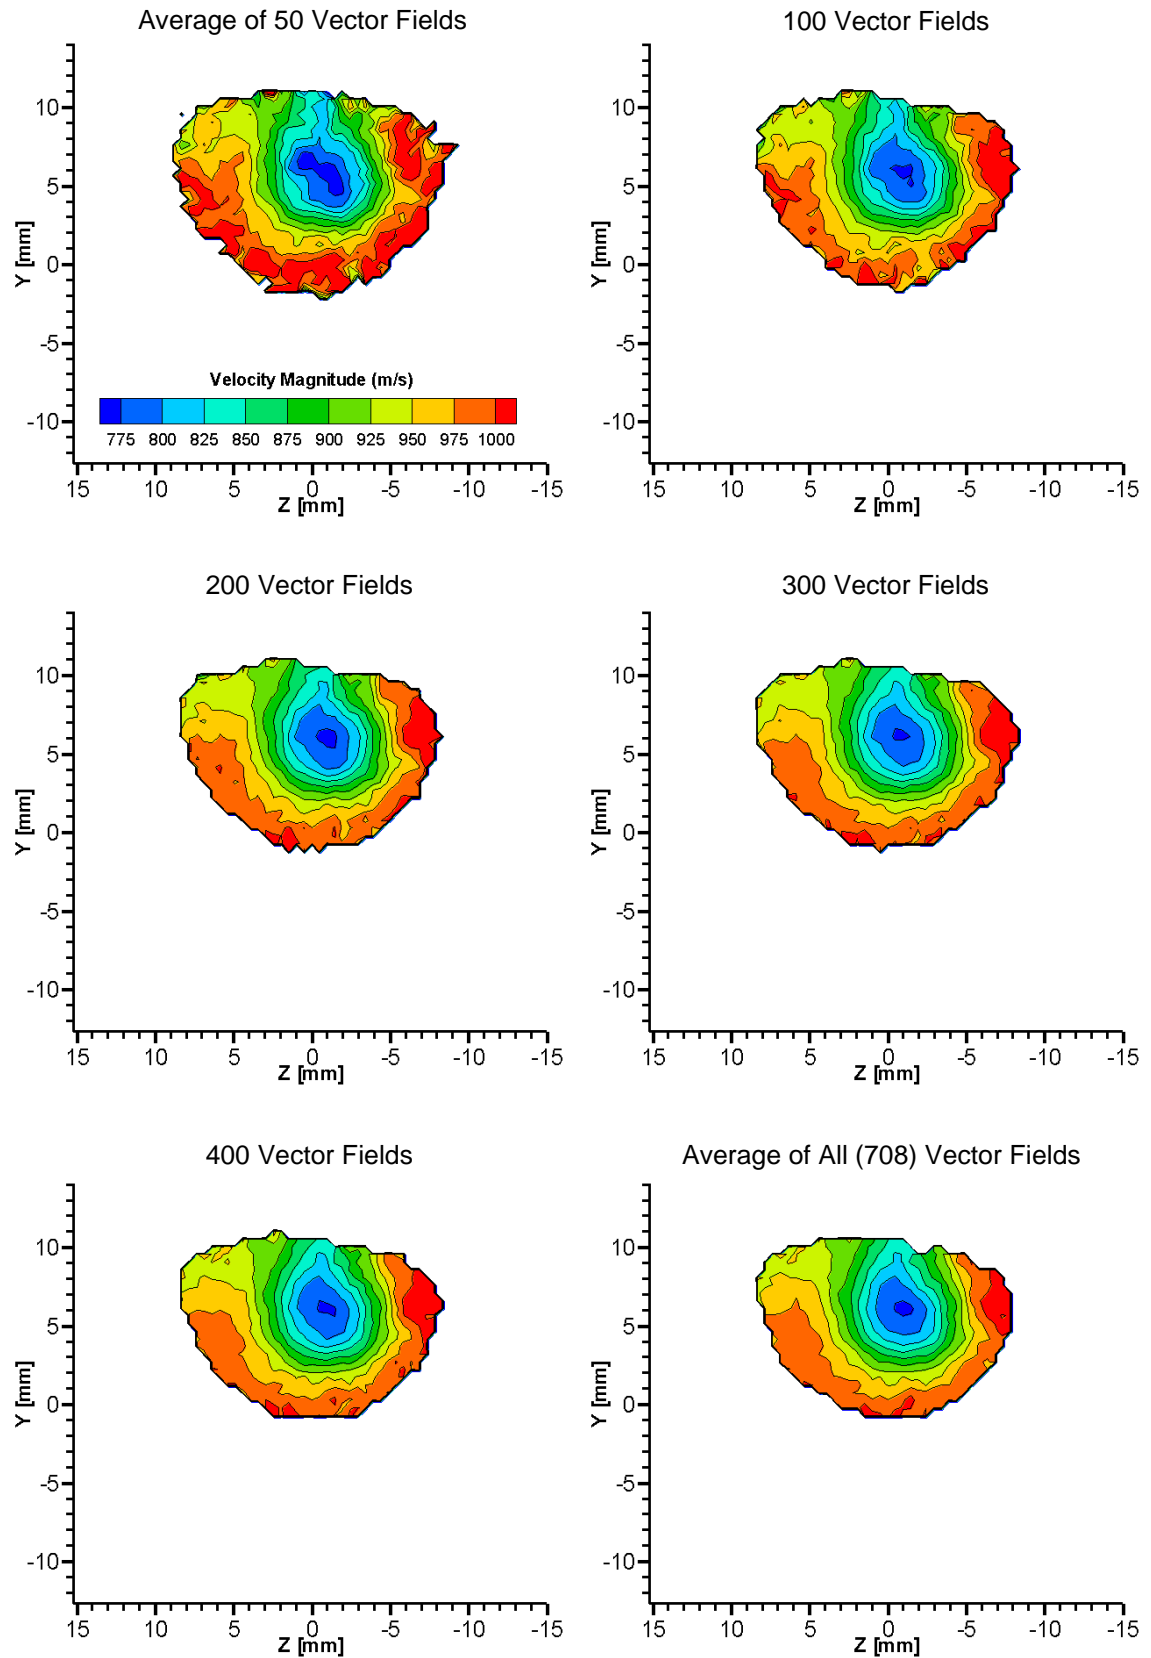 Average of 50 Vector Fields
100 Vector Fields
10
5
0
-5
-10
Y [mm]
Velocity Magnitude (m/s)
775 800 825 850 875 900 925 950 975 1000
15 10 5 0 -5 -10 -15
Z [mm]
10
5
0
-5
-10
Y [mm]
15 10 5 0 -5 -10 -15
Z [mm]
200 Vector Fields
300 Vector Fields
10
5
0
-5
-10
Y [mm]
15 10 5 0 -5 -10 -15
Z [mm]
10
5
0
-5
-10
Y [mm]
15 10 5 0 -5 -10 -15
Z [mm]
400 Vector Fields
Average of All (708) Vector Fields
10
5
0
-5
-10
Y [mm]
15 10 5 0 -5 -10 -15
Z [mm]
10
5
0
-5
-10
Y [mm]
15 10 5 0 -5 -10 -15
Z [mm]